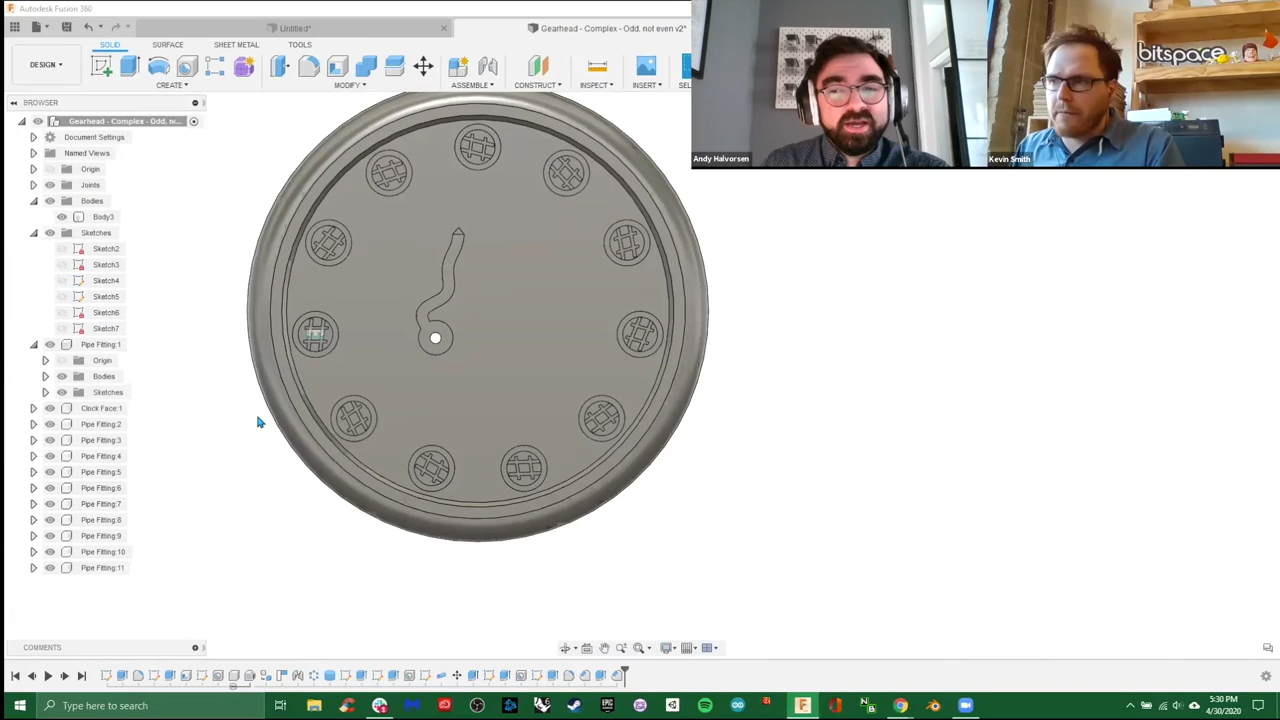 Autodesk Fusion 360
Untitled*
Gearhead - Complex - Odd, not even v2*
SOLID
SURFACE
SHEET METAL
TOOLS
DESIGN
CREATE
MODIFY
ASSEMBLE
CONSTRUCT
INSPECT
INSERT
SEL
BROWSER
Gearhead - Complex - Odd, no...
Document Settings
Named Views
Origin
Joints
Bodies
Body3
Sketches
Sketch2
Sketch3
Sketch4
Sketch5
Sketch6
Sketch7
Pipe Fitting:1
Origin
Bodies
Sketches
Clock Face:1
Pipe Fitting:2
Pipe Fitting:3
Pipe Fitting:4
Pipe Fitting:5
Pipe Fitting:6
Pipe Fitting:7
Pipe Fitting:8
Pipe Fitting:9
Pipe Fitting:10
Pipe Fitting:11
COMMENTS
bitspace
Andy Halvorsen
Kevin Smith
Type here to search
EPIC
5:30 PM
4/30/2020